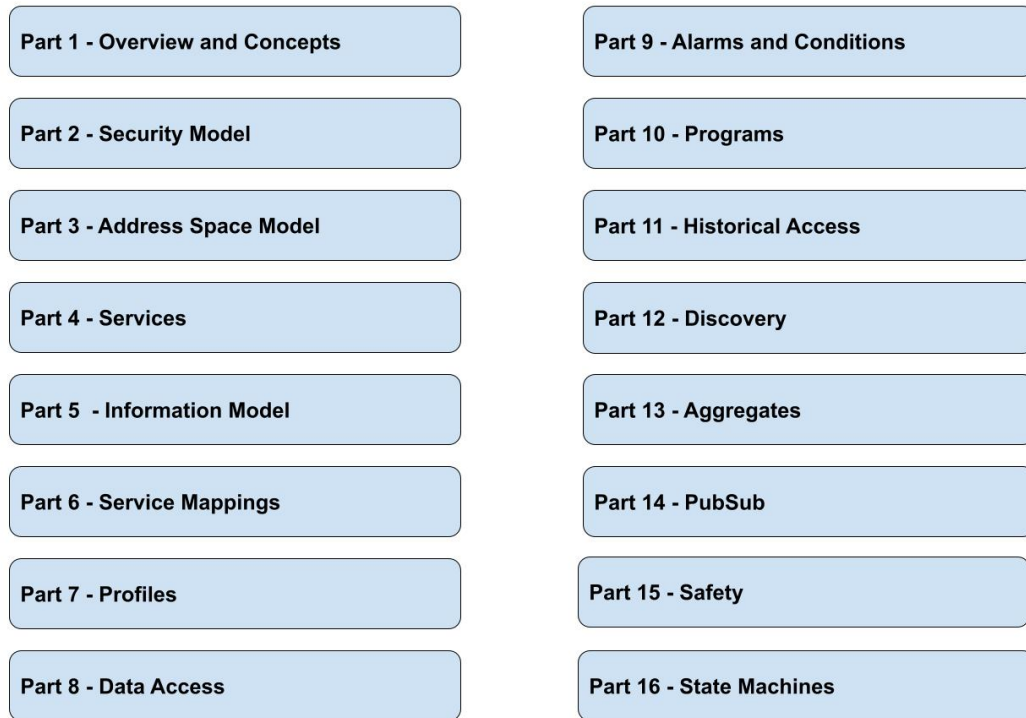 Part 1 - Overview and Concepts
Part 2 - Security Model
Part 3 - Address Space Model
Part 4 - Services
Part 5  - Information Model
Part 6 - Service Mappings
Part 7 - Profiles
Part 8 - Data Access
Part 9 - Alarms and Conditions
Part 10 - Programs
Part 11 - Historical Access
Part 12 - Discovery
Part 13 - Aggregates
Part 14 - PubSub
Part 15 - Safety
Part 16 - State Machines